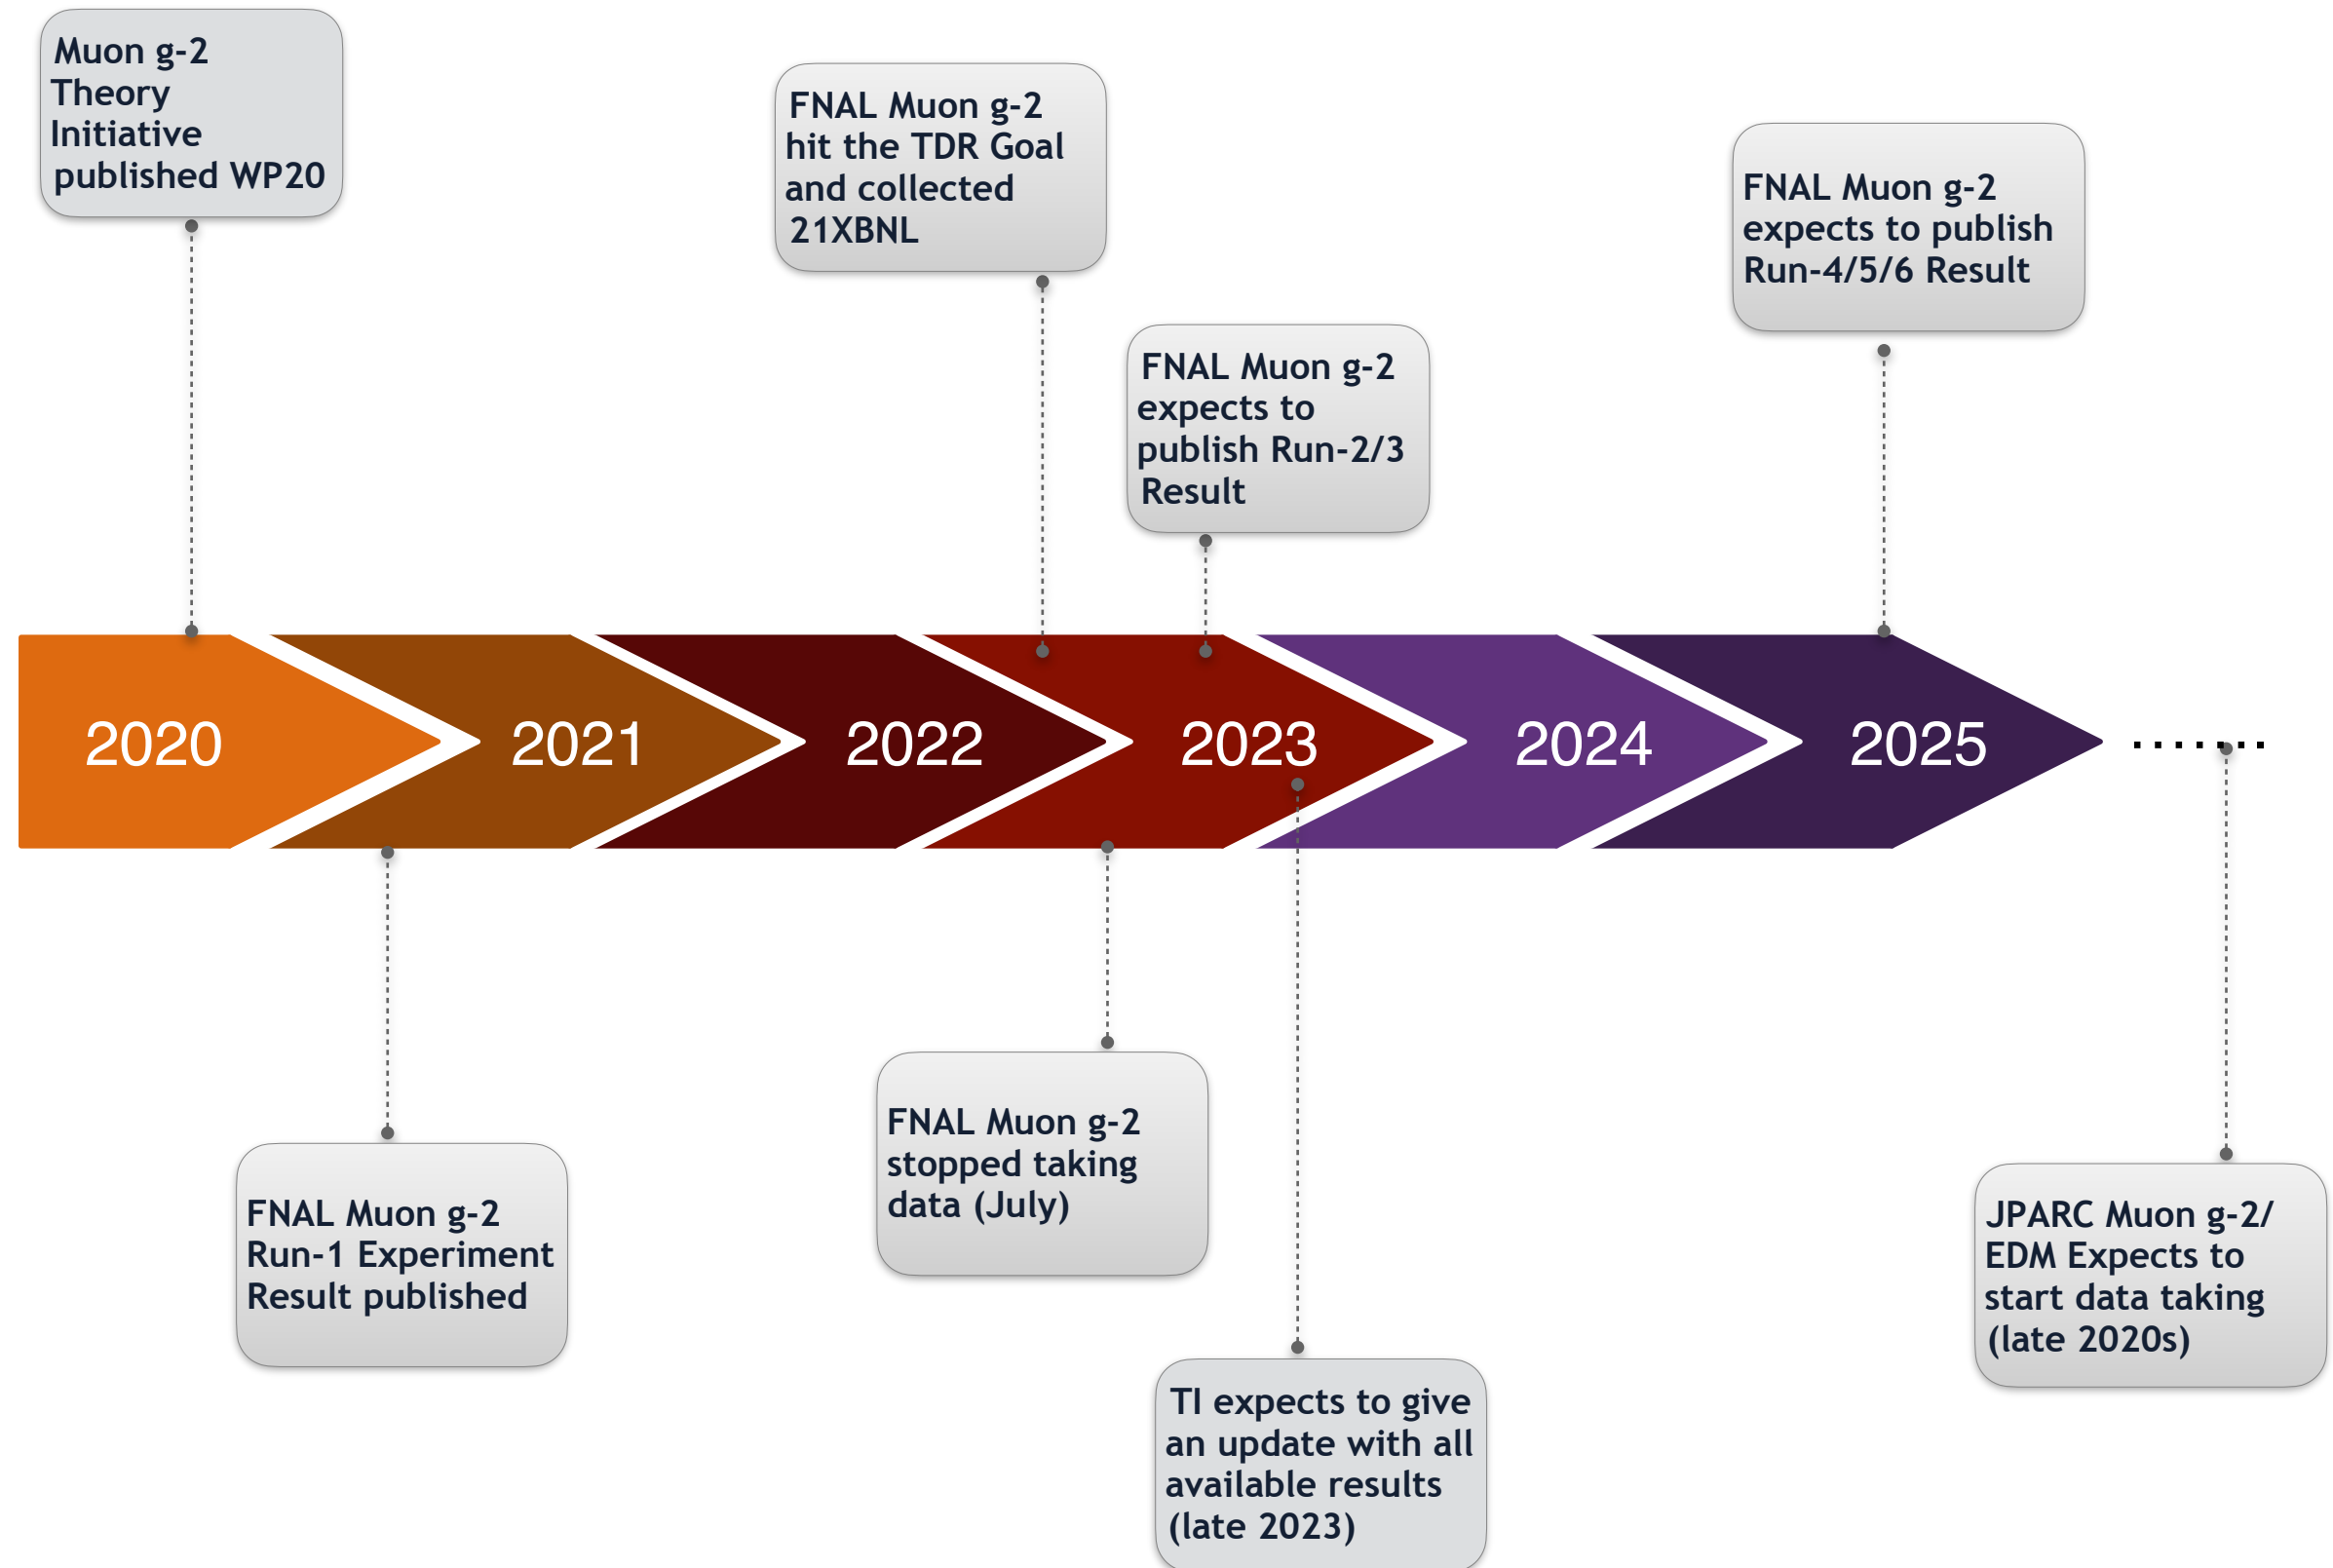 Muon g-2
Theory
Initiative
published WP20
FNAL Muon g-2
hit the TDR Goal
and collected
21XBNL
FNAL Muon g-2
expects to publish
Run-4/5/6 Result
FNAL Muon g-2
expects to
publish Run-2/3
Result
2020
2021
2022
2023
2024
2025
.......
FNAL Muon g-2
Run-1 Experiment
Result published
FNAL Muon g-2
stopped taking
data (July)
JPARC Muon g-2/
EDM Expects to
start data taking
(late 2020s)
TI expects to give
an update with all
available results
(late 2023)